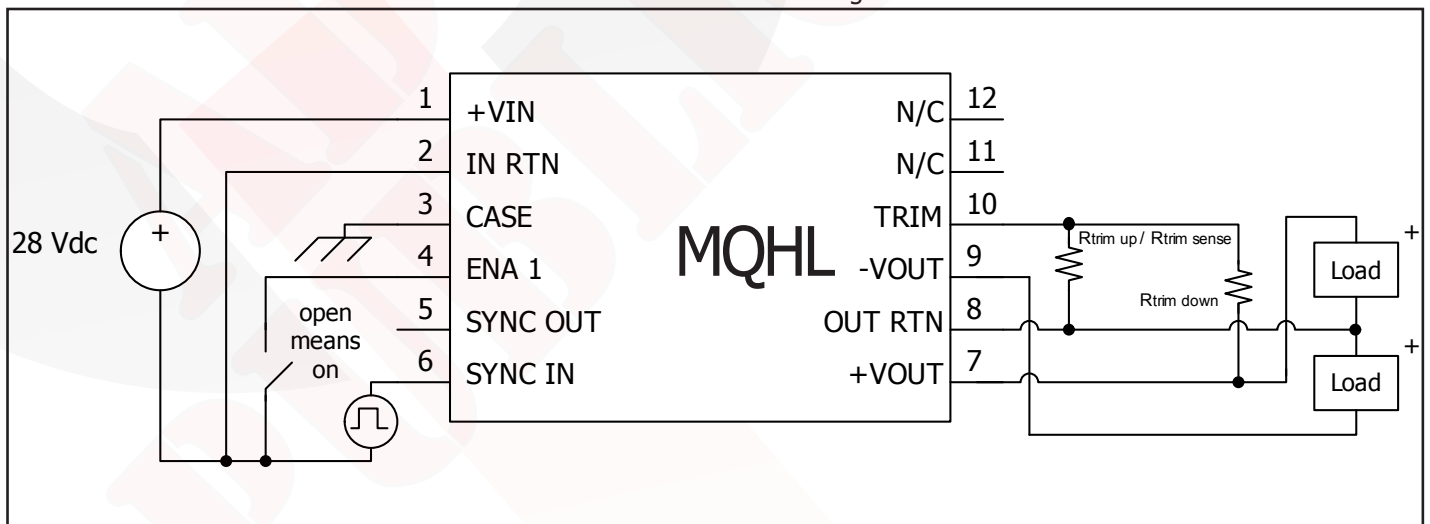 28 Vdc
+
open
means
on
1
2
3
4
5
6
+VIN
IN RTN
CASE
ENA 1
SYNC OUT
SYNC IN
MQHL
N/C
N/C
TRIM
-VOUT
OUT RTN
+VOUT
12
11
10
9
8
7
Rtrim up / Rtrim sense
Rtrim down
+
Load
+
Load